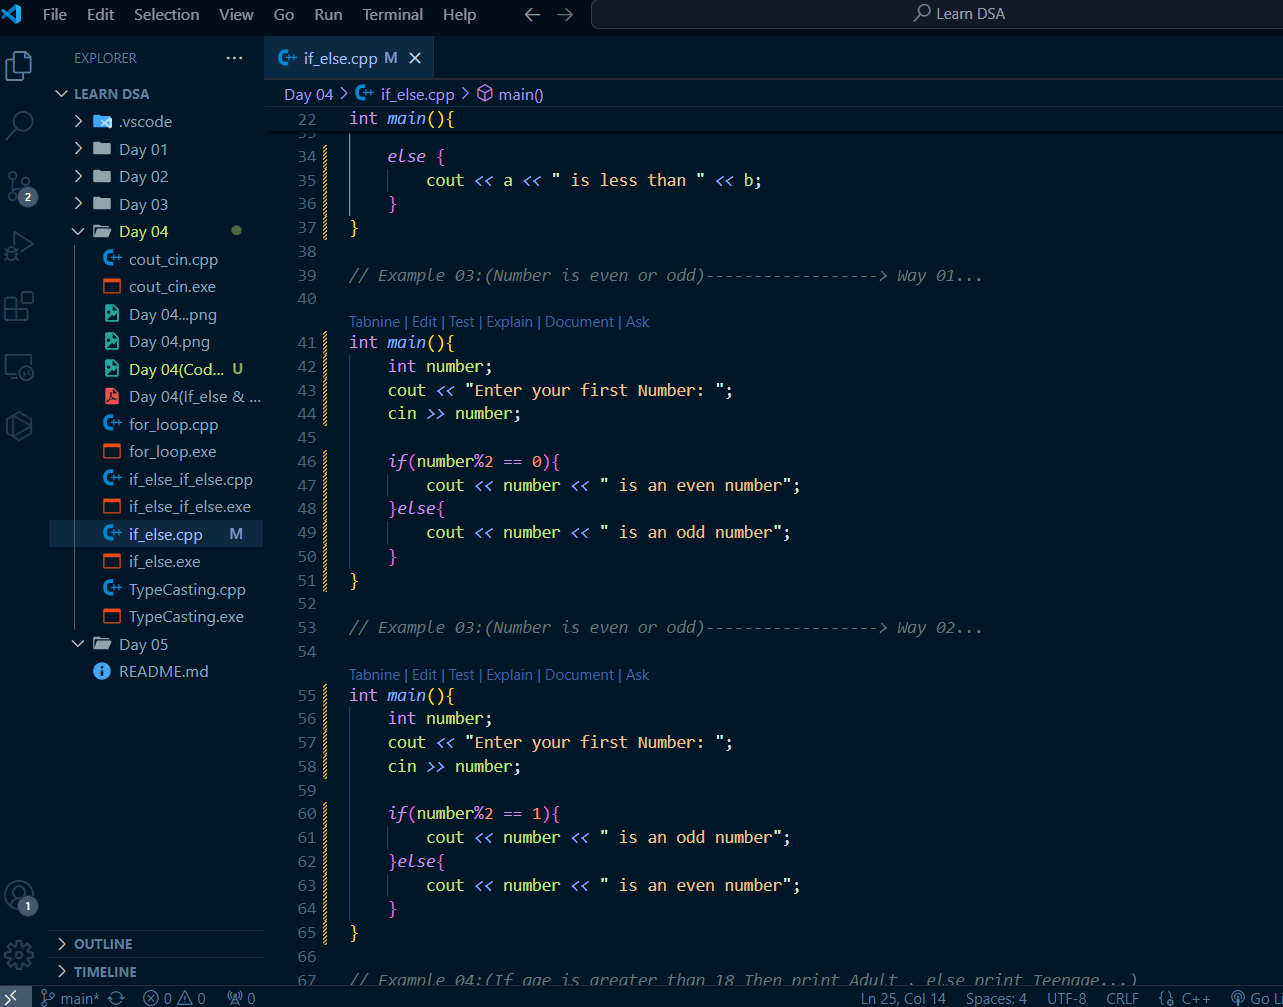 File Edit Selection View Go Run Terminal Help Learn DSA
EXPLORER
LEARN DSA
.vscode
Day 01
Day 02
Day 03
Day 04
cout_cin.cpp
cout_cin.exe
Day 04...png
Day 04.png
Day 04(Cod... U
Day 04(If_else & ...
for_loop.cpp
for_loop.exe
if_else_if_else.cpp
if_else_if_else.exe
if_else.cpp M
if_else.exe
TypeCasting.cpp
TypeCasting.exe
Day 05
README.md
OUTLINE
TIMELINE
2
1
if_else.cpp M
Day 04 > if_else.cpp > main()
22 int main(){
33
34 else {
35 cout << a << " is less than " << b;
36 }
37 }
38
39 // Example 03:(Number is even or odd)------------------> Way 01...
40
Tabnine | Edit | Test | Explain | Document | Ask
41 int main(){
42 int number;
43 cout << "Enter your first Number: ";
44 cin >> number;
45
46 if(number%2 == 0){
47 cout << number << " is an even number";
48 }else{
49 cout << number << " is an odd number";
50 }
51 }
52
53 // Example 03:(Number is even or odd)------------------> Way 02...
54
Tabnine | Edit | Test | Explain | Document | Ask
55 int main(){
56 int number;
57 cout << "Enter your first Number: ";
58 cin >> number;
59
60 if(number%2 == 1){
61 cout << number << " is an odd number";
62 }else{
63 cout << number << " is an even number";
64 }
65 }
66
67 // Example 04:(If age is greater than 18 Then print Adult , else print Teenage...)
main* 0 0 0 Ln 25, Col 14 Spaces: 4 UTF-8 CRLF {} C++ Go L